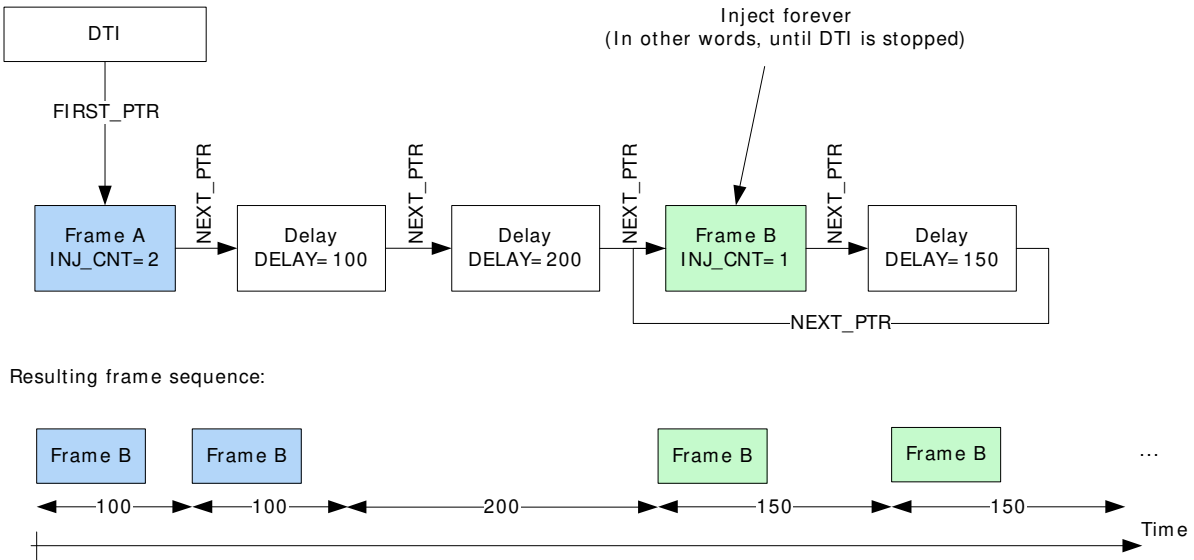 DTI
Inject forever
(In other words, until DTI is stopped)
FIRST_PTR
NEXT_PTR
NEXT_PTR
NEXT_PTR
NEXT_PTR
Frame A
INJ_CNT=2
Delay
DELAY=100
Delay
DELAY=200
Frame B
INJ_CNT=1
Delay
DELAY=150
NEXT_PTR
Resulting frame sequence:
Frame B
Frame B
Frame B
Frame B
...
100
100
200
150
150
Time